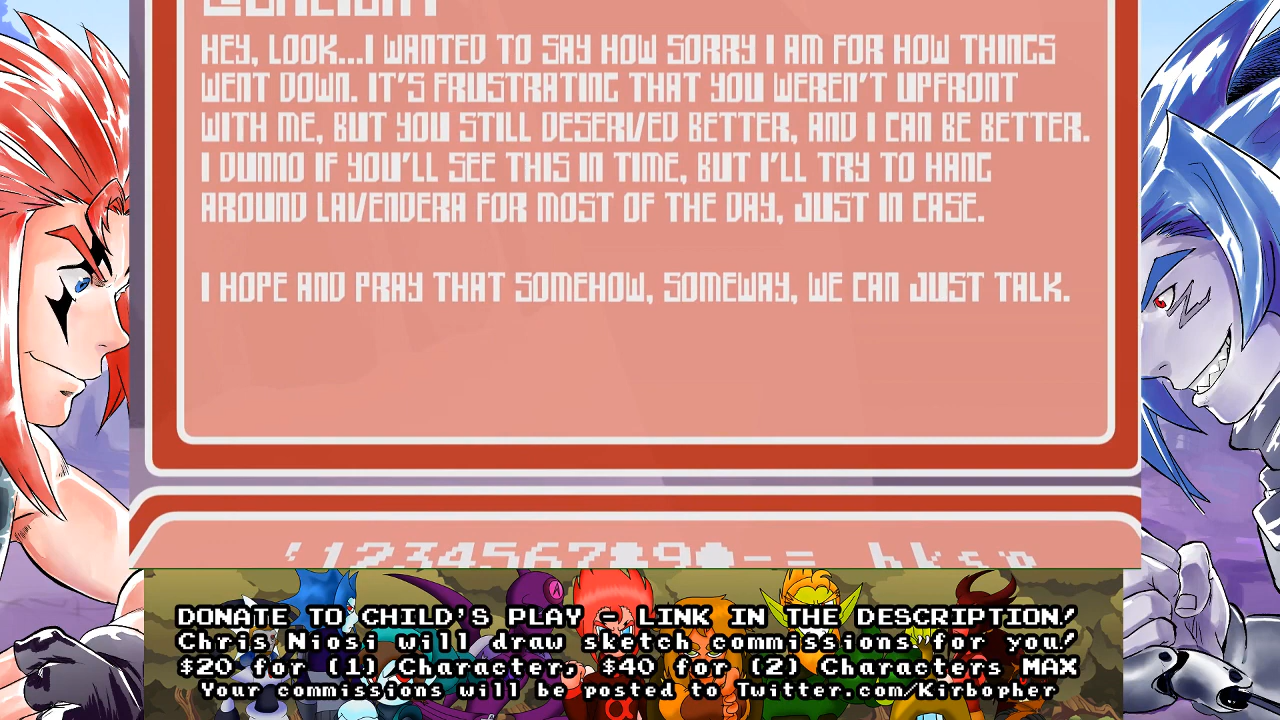 HEY, LOOK...I WANTED TO SAY HOW SORRY I AM FOR HOW THINGS
WENT DOWN. IT'S FRUSTRATING THAT YOU WEREN'T UPFRONT
WITH ME, BUT YOU STILL DESERVED BETTER, AND I CAN BE BETTER.
I DUNNO IF YOU'LL SEE THIS IN TIME, BUT I'LL TRY TO HANG
AROUND LAVENDERA FOR MOST OF THE DAY, JUST IN CASE.
I HOPE AND PRAY THAT SOMEHOW, SOMEWAY, WE CAN JUST TALK.
DONATE TO CHILD'S PLAY - LINK IN THE DESCRIPTION!
Chris Niosi will draw sketch commissions for you!
$20 for (1) Character, $40 for (2) Characters MAX
Your commissions will be posted to Twitter.com/Kirbopher